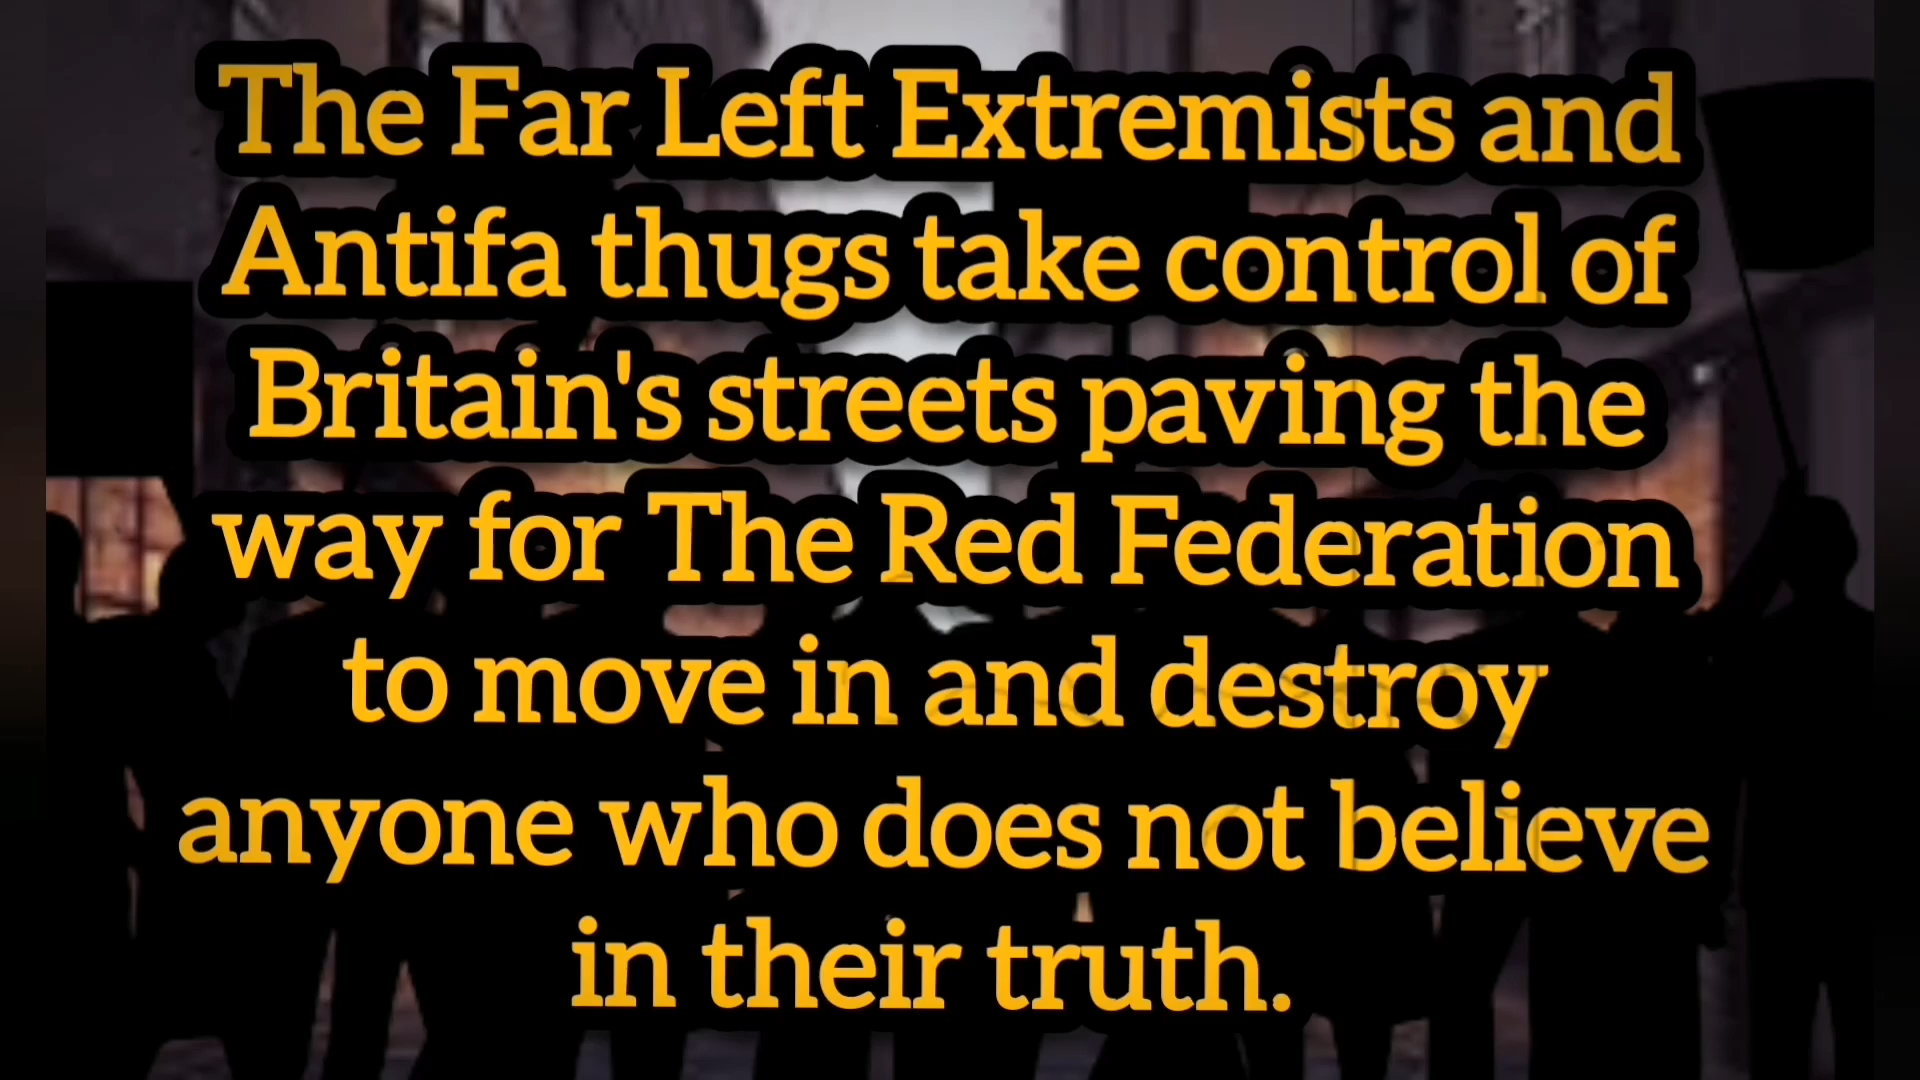 The Far Left Extremists and
Antifa thugs take control of
Britain's streets paving the
way for The Red Federation
to move in and destroy
anyone who does not believe
in their truth.